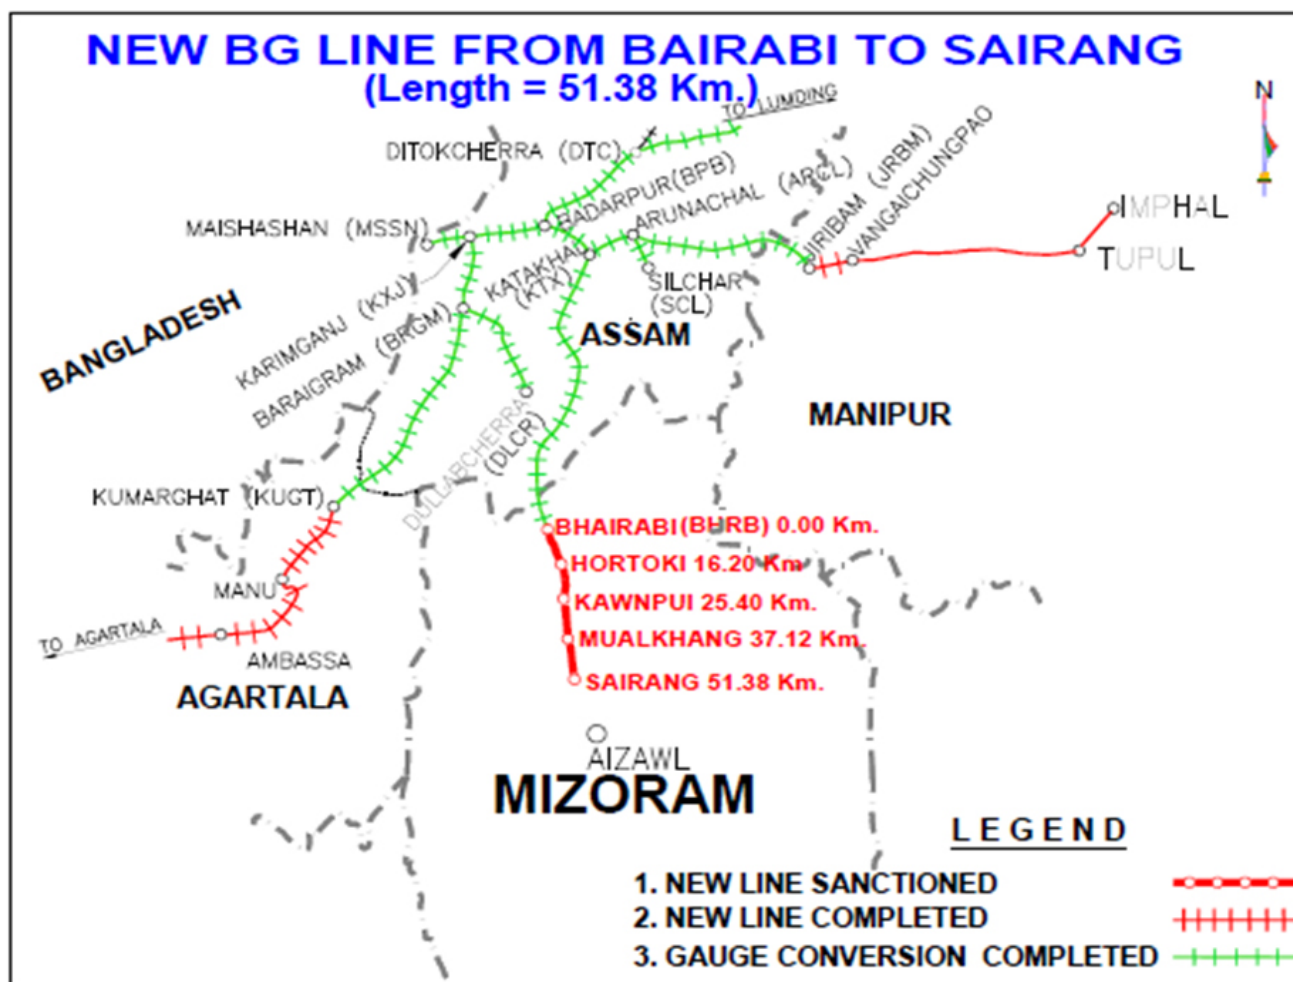 NEW BG LINE FROM BAIRABI TO SAIRANG
(Length = 51.38 Km.)
N
TO LUMDING
DITOKCHERRA (DTC)
BADARPUR(BPB)
ARUNACHAL (ARCL)
JIRIBAM (JRBM)
VANGAICHUNGPAO
MAISHASHAN (MSSN)
IMPHAL
TUPUL
KATAKHAL
(KTX)
SILCHAR
(SCL)
KARIMGANJ (KXJ)
BARAIGRAM (BRGM)
BANGLADESH
ASSAM
MANIPUR
DULLABCHERRA
(DLCR)
KUMARGHAT (KUGT)
BHAIRABI (BHRB) 0.00 Km.
HORTOKI 16.20 Km
KAWNPUI 25.40 Km.
MUALKHANG 37.12 Km.
SAIRANG 51.38 Km.
MANU
TO AGARTALA
AMBASSA
AGARTALA
AIZAWL
MIZORAM
LEGEND
1. NEW LINE SANCTIONED
2. NEW LINE COMPLETED
3. GAUGE CONVERSION COMPLETED